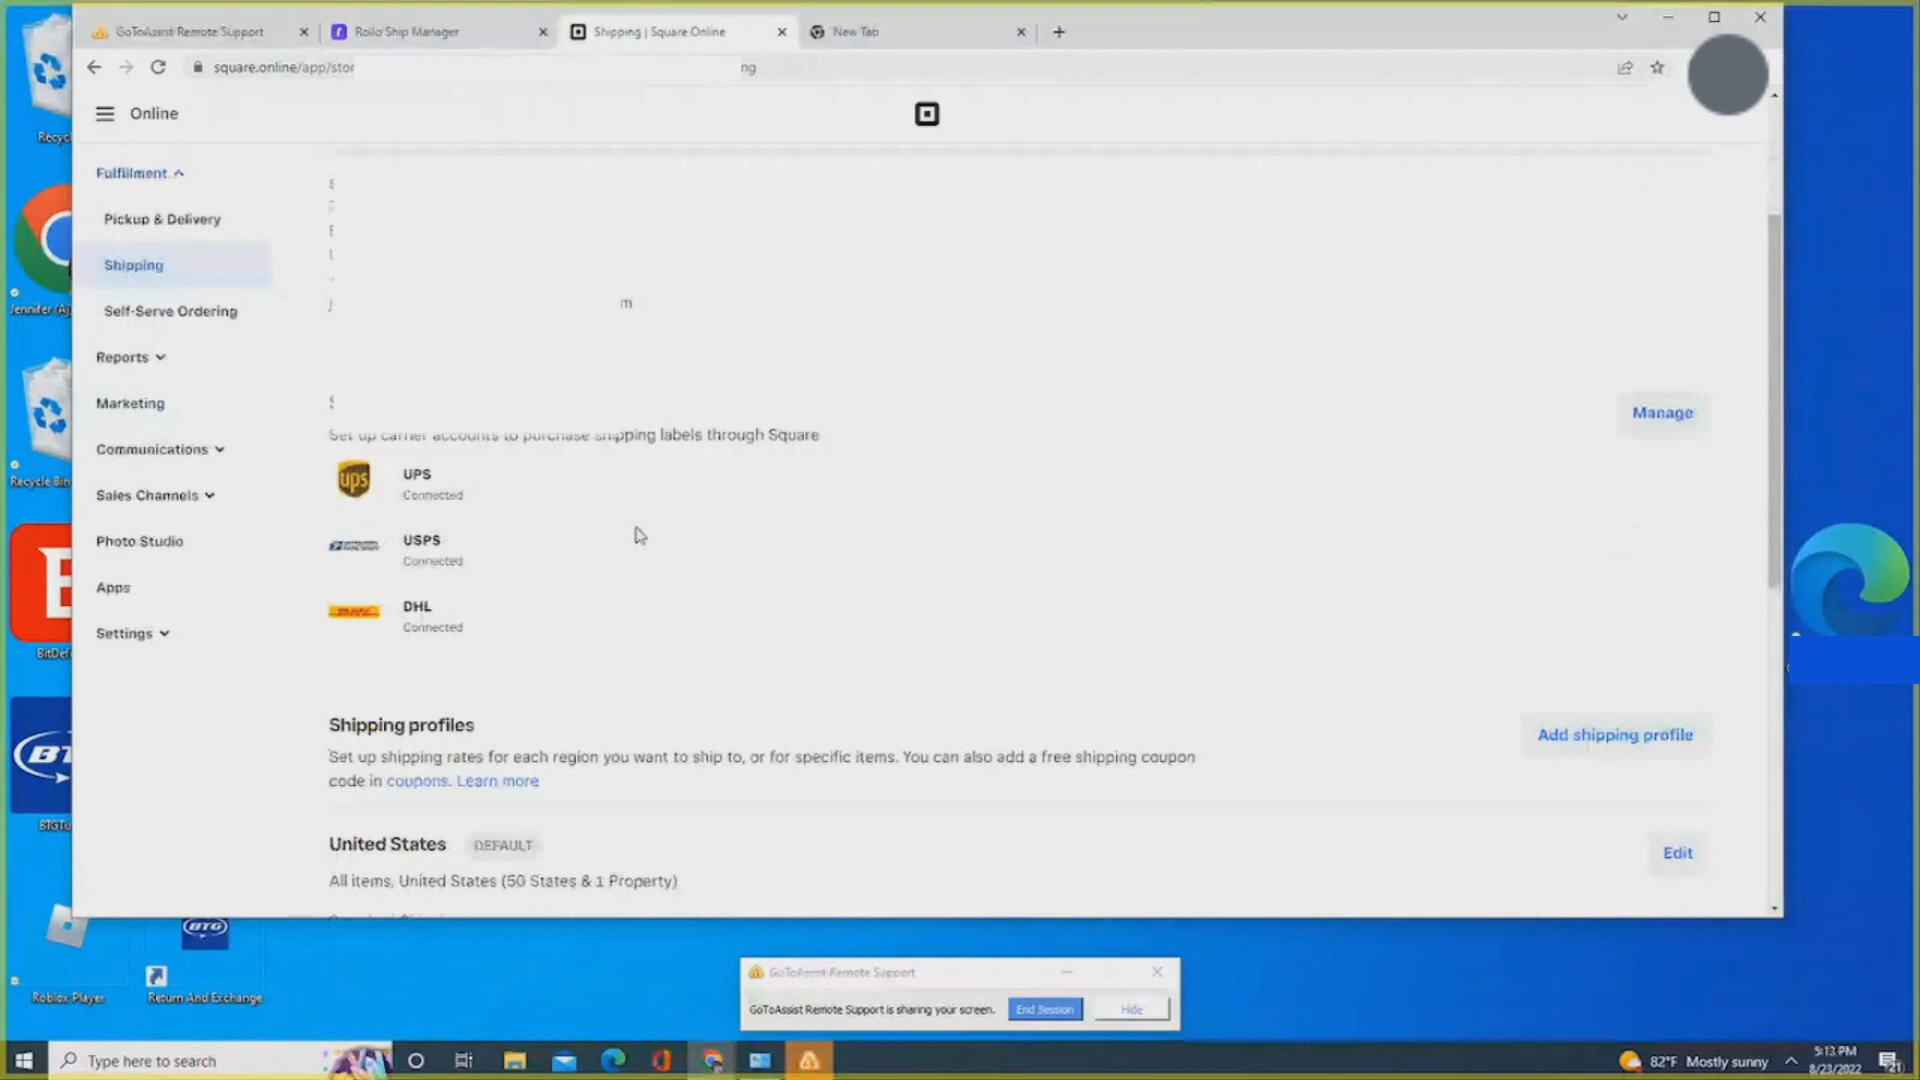 GoToAssist Remote Support
Rollo Ship Manager
Shipping | Square Online
New Tab
square.online/app/stor
ng
Online
Fulfillment
Pickup & Delivery
Shipping
Self-Serve Ordering
Reports
Marketing
Communications
Sales Channels
Photo Studio
Apps
Settings
m
Manage
Set up carrier accounts to purchase shipping labels through Square
ups
UPS
Connected
USPS
Connected
DHL
Connected
Shipping profiles
Add shipping profile
Set up shipping rates for each region you want to ship to, or for specific items. You can also add a free shipping coupon
code in coupons. Learn more
United States DEFAULT
Edit
All items, United States (50 States & 1 Property)
Recycle Bin
Roblox Player
BTG
Return And Exchange
GoToAssist Remote Support
GoToAssist Remote Support is sharing your screen.
End Session
Hide
Type here to search
82°F Mostly sunny
5:13 PM
8/23/2022
21